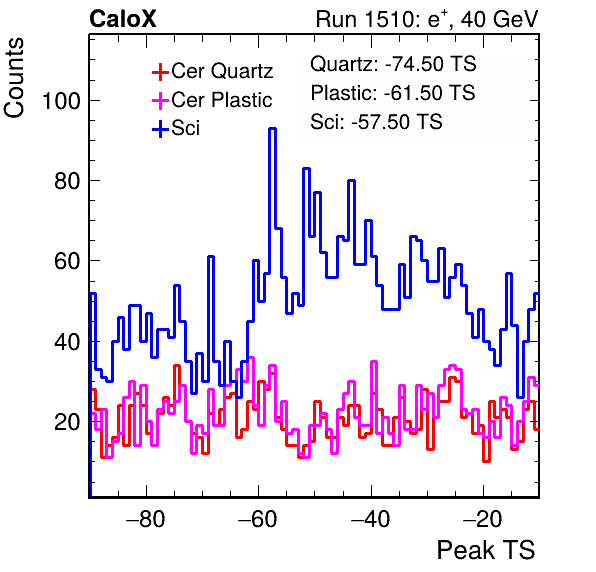 CaloX Run 1510: e⁺, 40 GeV
Counts
Cer Quartz
Cer Plastic
Sci
Quartz: -74.50 TS
Plastic: -61.50 TS
Sci: -57.50 TS
100
80
60
40
20
−80 −60 −40 −20
Peak TS